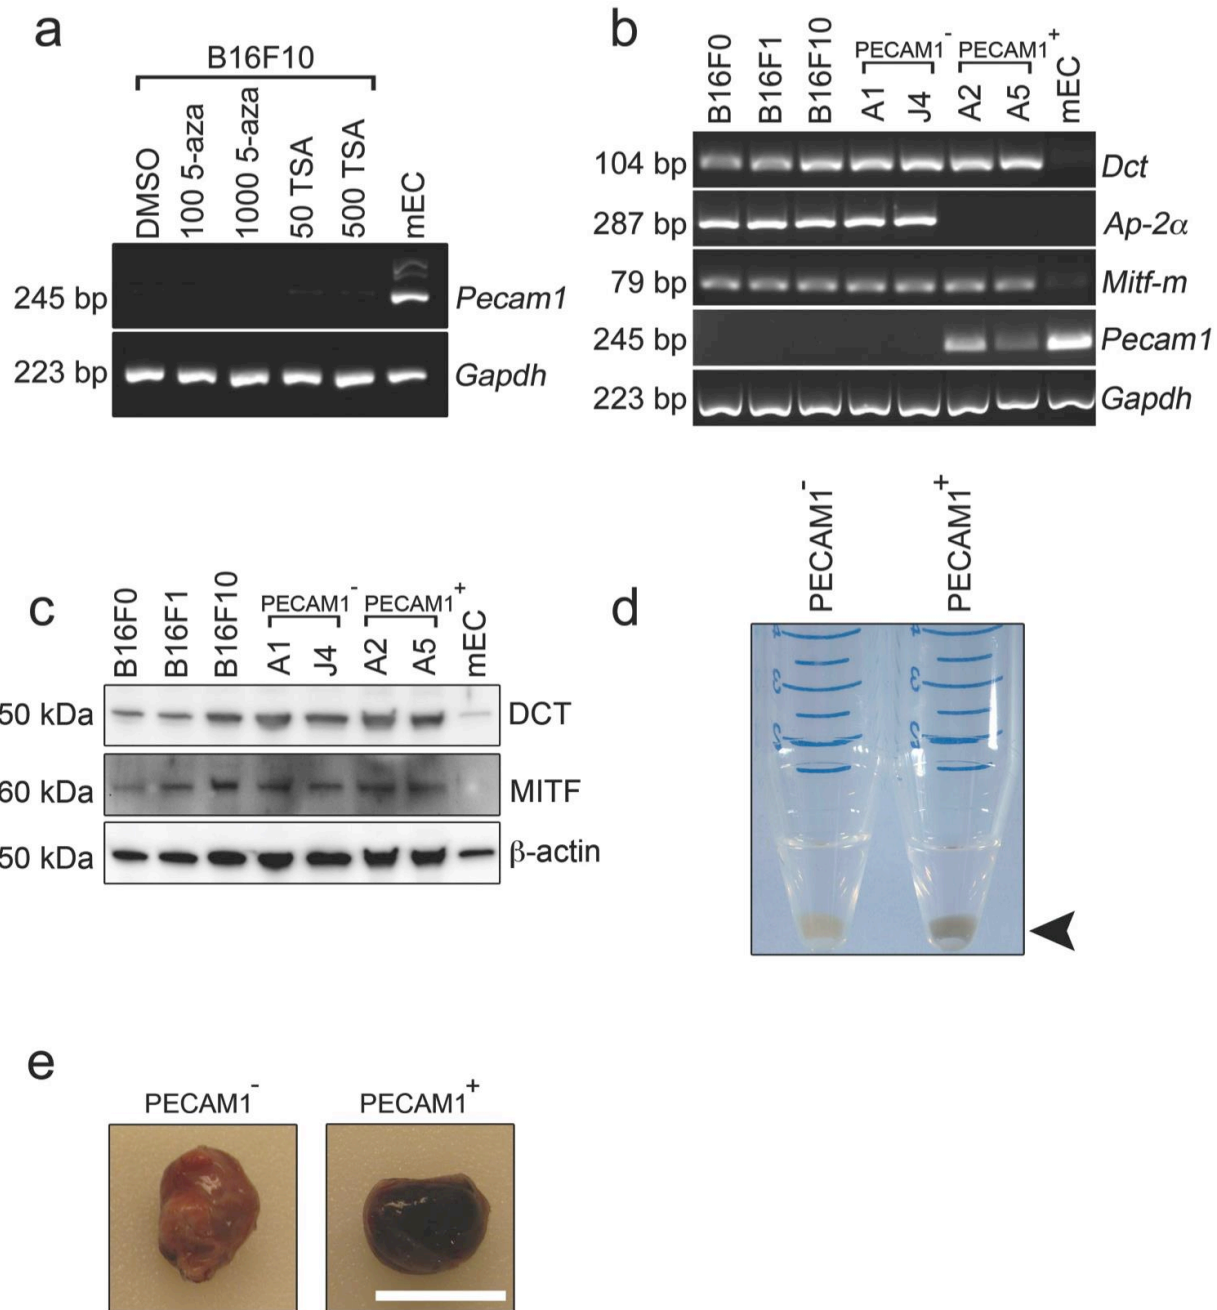 a
B16F10
DMSO
100 5-aza
1000 5-aza
50 TSA
500 TSA
mEC
245 bp
Pecam1
223 bp
Gapdh
b
B16F0
B16F1
B16F10
PECAM1-
A1
J4
PECAM1+
A2
A5
mEC
104 bp
Dct
287 bp
Ap-2α
79 bp
Mitf-m
245 bp
Pecam1
223 bp
Gapdh
c
B16F0
B16F1
B16F10
PECAM1-
A1
J4
PECAM1+
A2
A5
mEC
50 kDa
DCT
60 kDa
MITF
50 kDa
β-actin
d
PECAM1-
PECAM1+
e
PECAM1-
PECAM1+